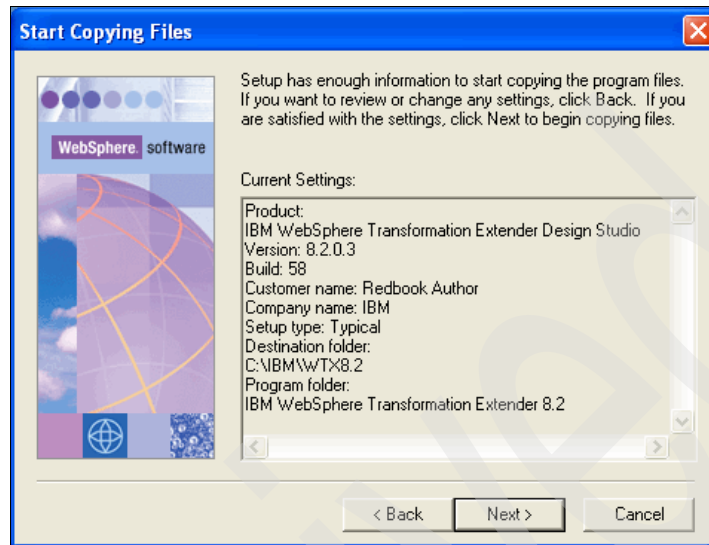 Start Copying Files
WebSphere. software
Setup has enough information to start copying the program files.
If you want to review or change any settings, click Back. If you
are satisfied with the settings, click Next to begin copying files.
Current Settings:
Product:
IBM WebSphere Transformation Extender Design Studio
Version: 8.2.0.3
Build: 58
Customer name: Redbook Author
Company name: IBM
Setup type: Typical
Destination folder:
C:\IBM\WTX8.2
Program folder:
IBM WebSphere Transformation Extender 8.2
< Back Next > Cancel